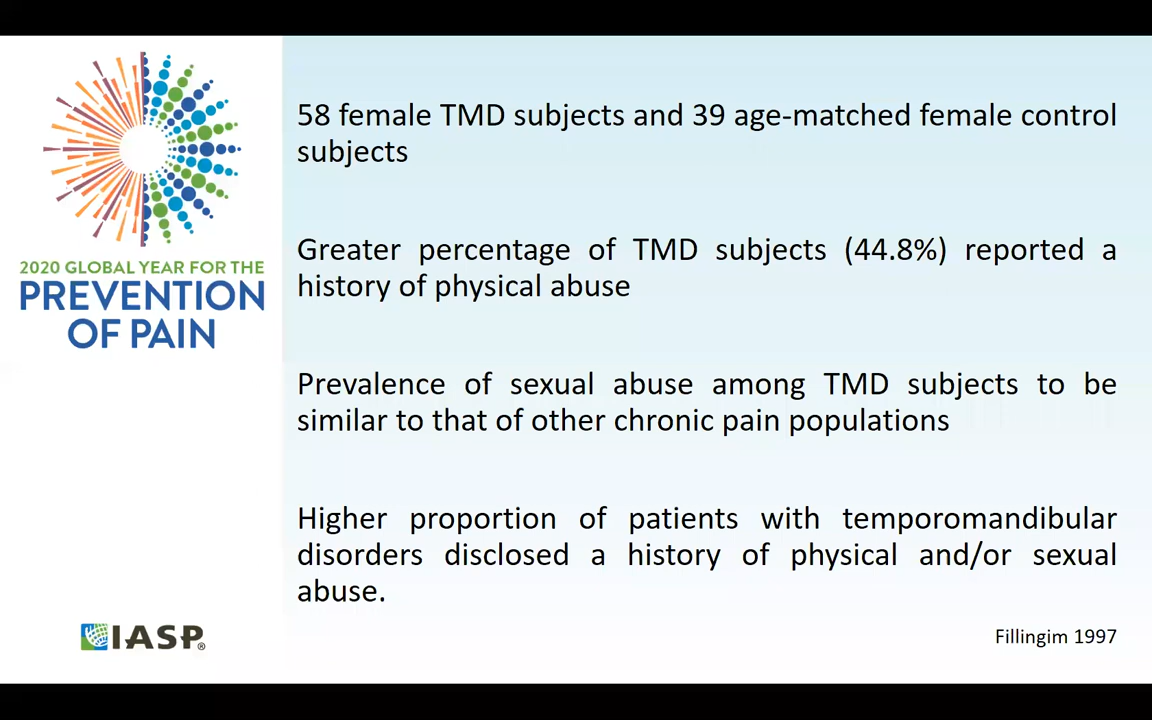 2020 GLOBAL YEAR FOR THE
PREVENTION
OF PAIN
58 female TMD subjects and 39 age-matched female control
subjects
Greater percentage of TMD subjects (44.8%) reported a
history of physical abuse
Prevalence of sexual abuse among TMD subjects to be
similar to that of other chronic pain populations
Higher proportion of patients with temporomandibular
disorders disclosed a history of physical and/or sexual
abuse.
IASP®
Fillingim 1997